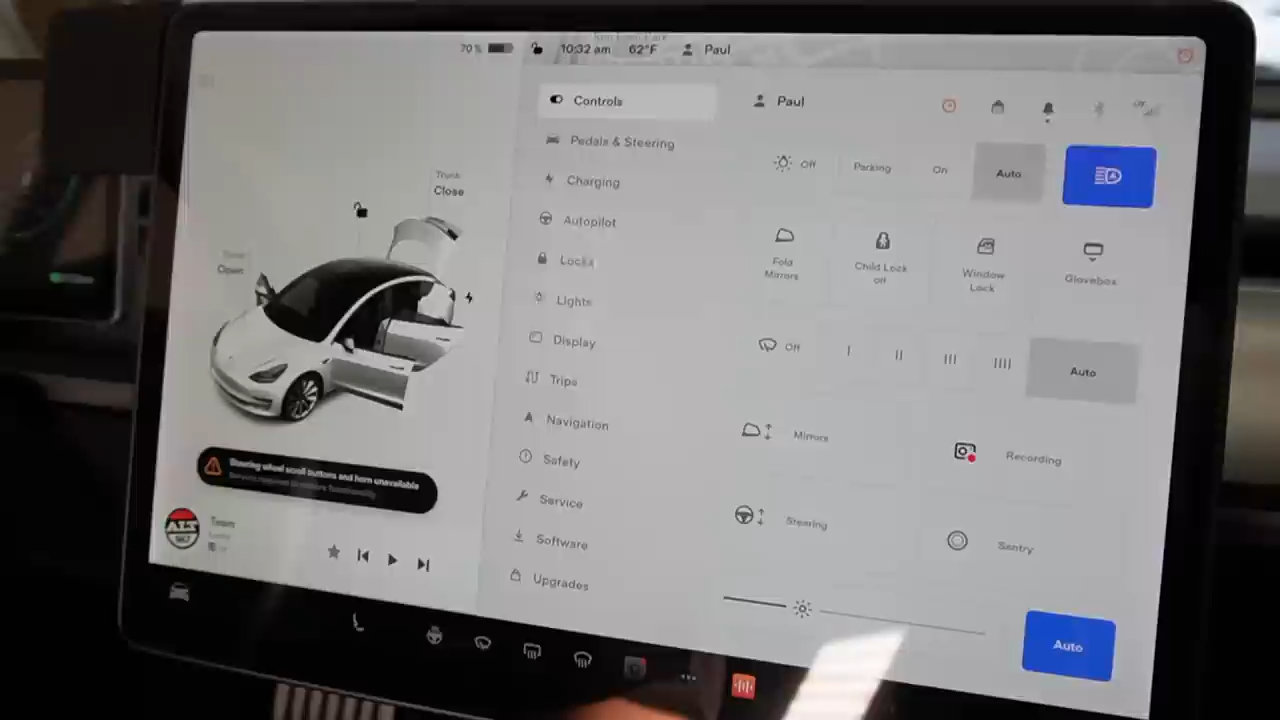 70%
10:32 am
62°F
Paul
Trunk
Close
Open
Steering wheel scroll buttons and horn unavailable
ALT
Controls
Pedals & Steering
Charging
Autopilot
Locks
Lights
Display
Trips
Navigation
Safety
Service
Software
Upgrades
Paul
LTE
Off
Parking
On
Auto
Fold
Mirrors
Child Lock
Off
Window
Lock
Glovebox
Off
I
II
III
IIII
Auto
Mirrors
Recording
Steering
Sentry
Auto